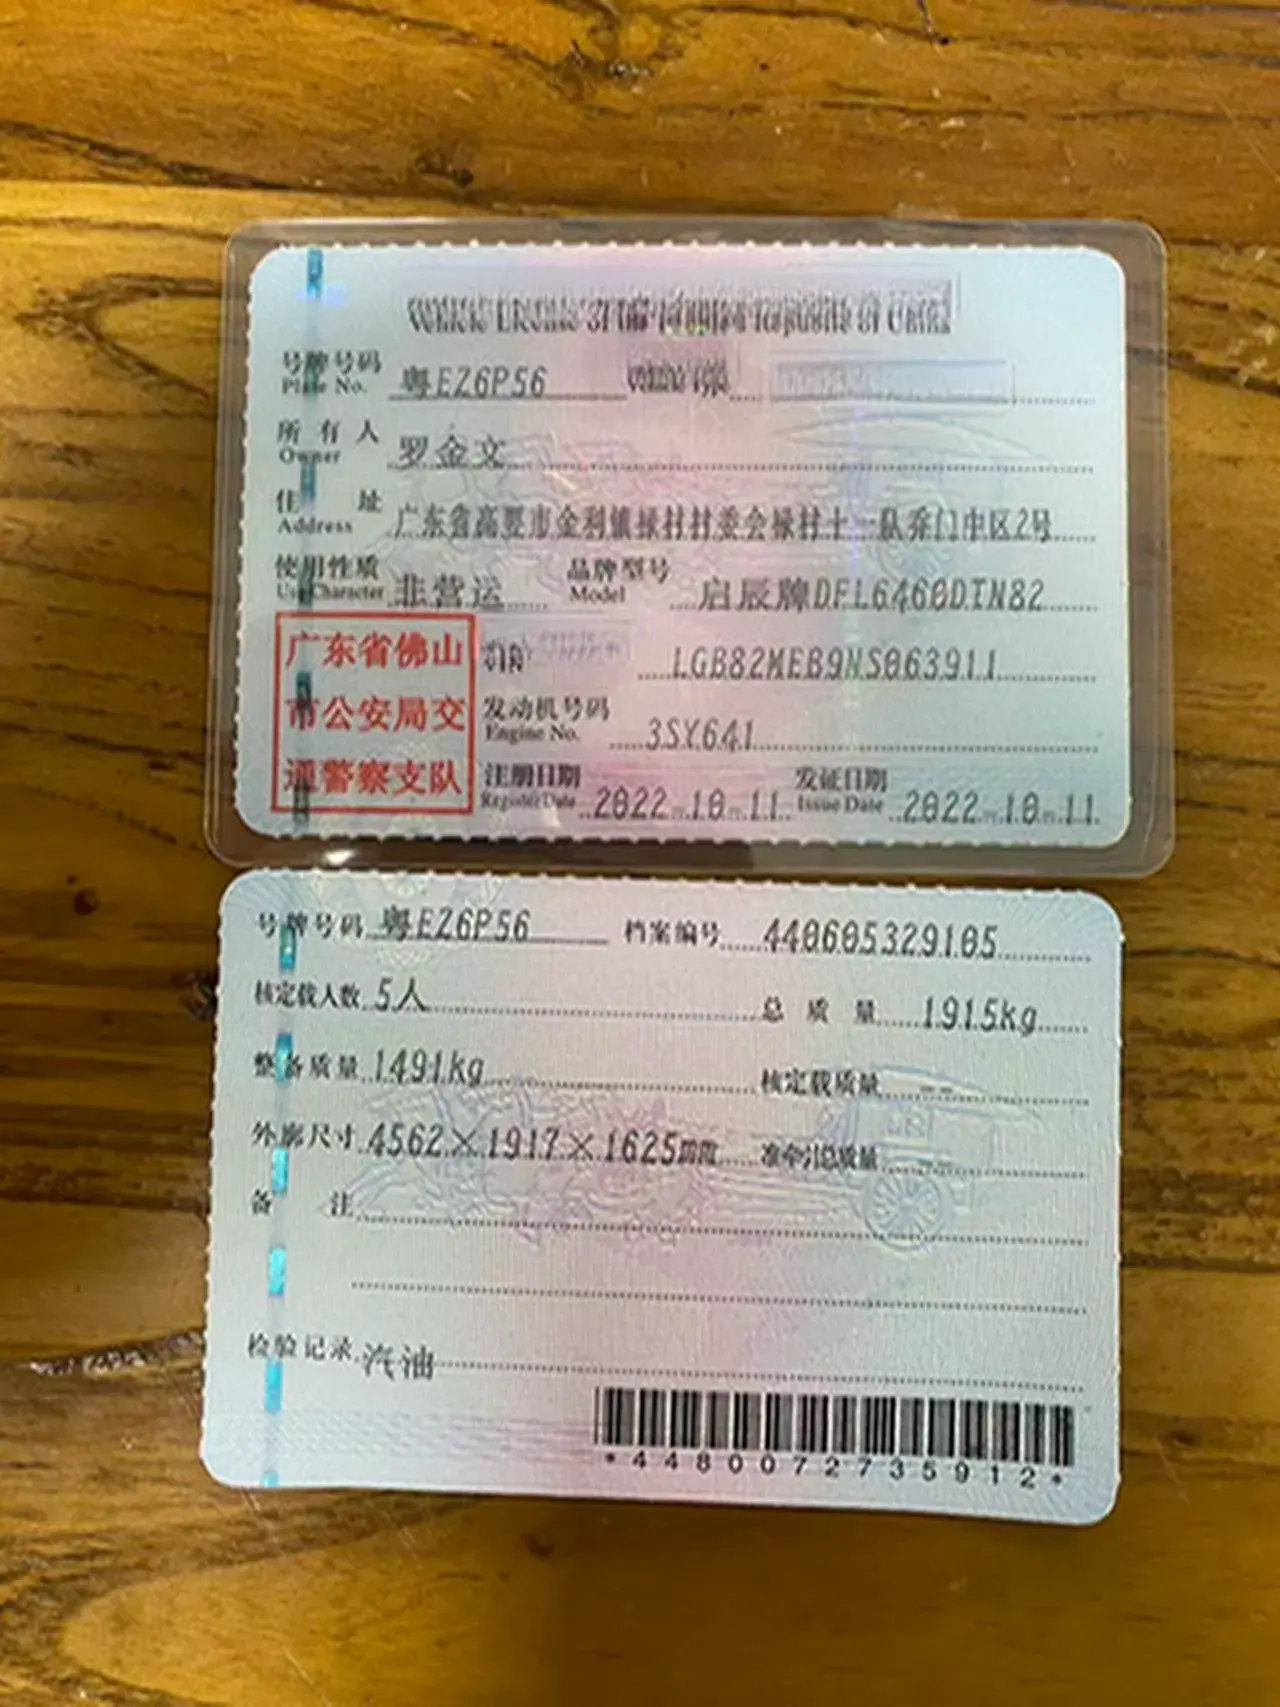 号牌号码 粤EZ6P56
Plate No.
所有人 罗金文
Owner
住址 广东省高要市金利镇禄村村委会禄村十一队乔门中区2号
Address
使用性质 非营运 品牌型号 启辰牌DFL6460DTN82
Use Character Model
广东省佛山
市公安局交
通警察支队
LGB82MEB9NS063911
发动机号码 3SY641
Engine No.
注册日期 2022-10-11 发证日期 2022-10-11
Register Date Issue Date
号牌号码 粤EZ6P56 档案编号 440605329105
核定载人数 5人 总质量 1915kg
整备质量 1491kg 核定载质量 --
外廓尺寸 4562×1917×1625mm 准牵引总质量 --
备注
检验记录 汽油
*4480072735912*